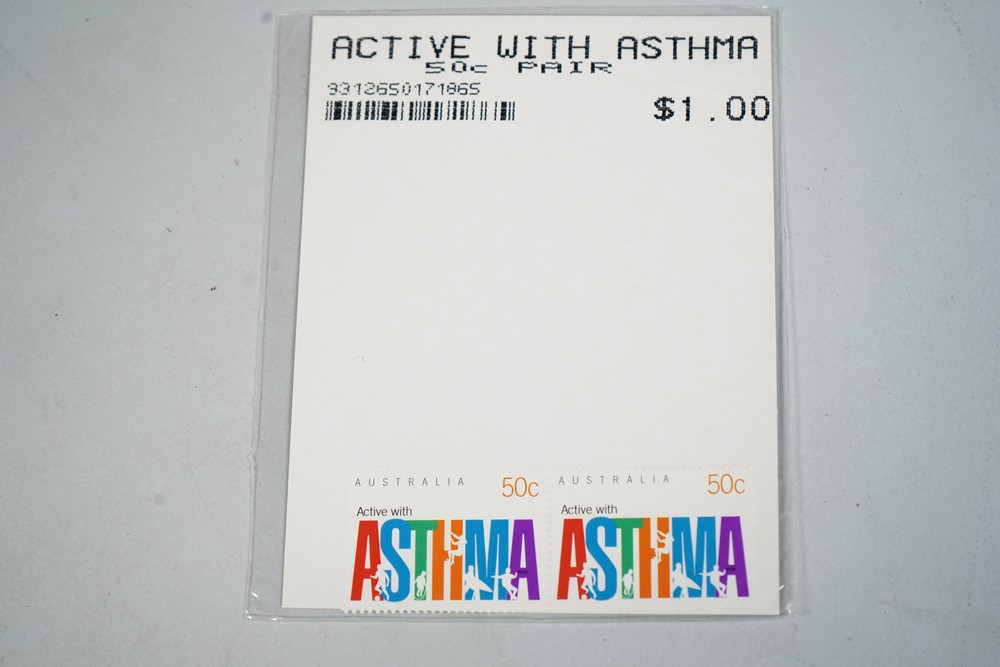 ACTIVE WITH ASTHMA
50c PAIR
9312650171865
$1.00
AUSTRALIA 50c
Active with
ASTHMA
AUSTRALIA 50c
Active with
ASTHMA